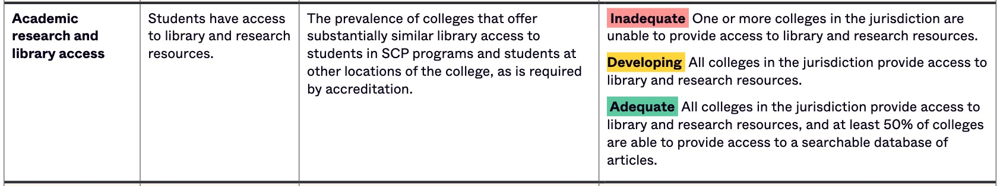 Academic
research and
library access
Students have access
to library and research
resources.
The prevalence of colleges that offer
substantially similar library access to
students in SCP programs and students at
other locations of the college, as is required
by accreditation.
Inadequate One or more colleges in the jurisdiction are
unable to provide access to library and research resources.
Developing All colleges in the jurisdiction provide access to
library and research resources.
Adequate All colleges in the jurisdiction provide access to
library and research resources, and at least 50% of colleges
are able to provide access to a searchable database of
articles.